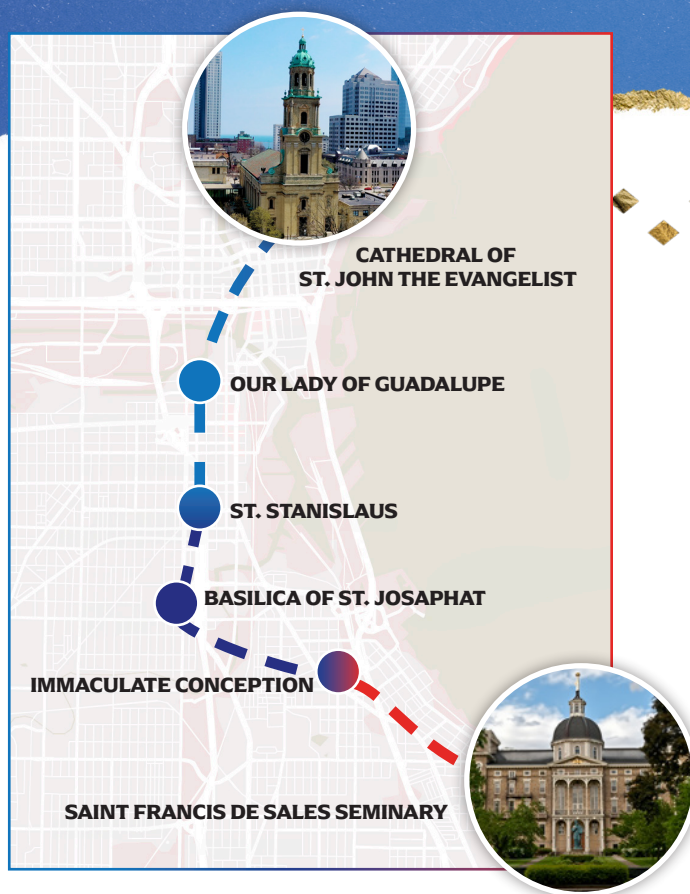 CATHEDRAL OF
ST. JOHN THE EVANGELIST
OUR LADY OF GUADALUPE
ST. STANISLAUS
BASILICA OF ST. JOSAPHAT
IMMACULATE CONCEPTION
SAINT FRANCIS DE SALES SEMINARY